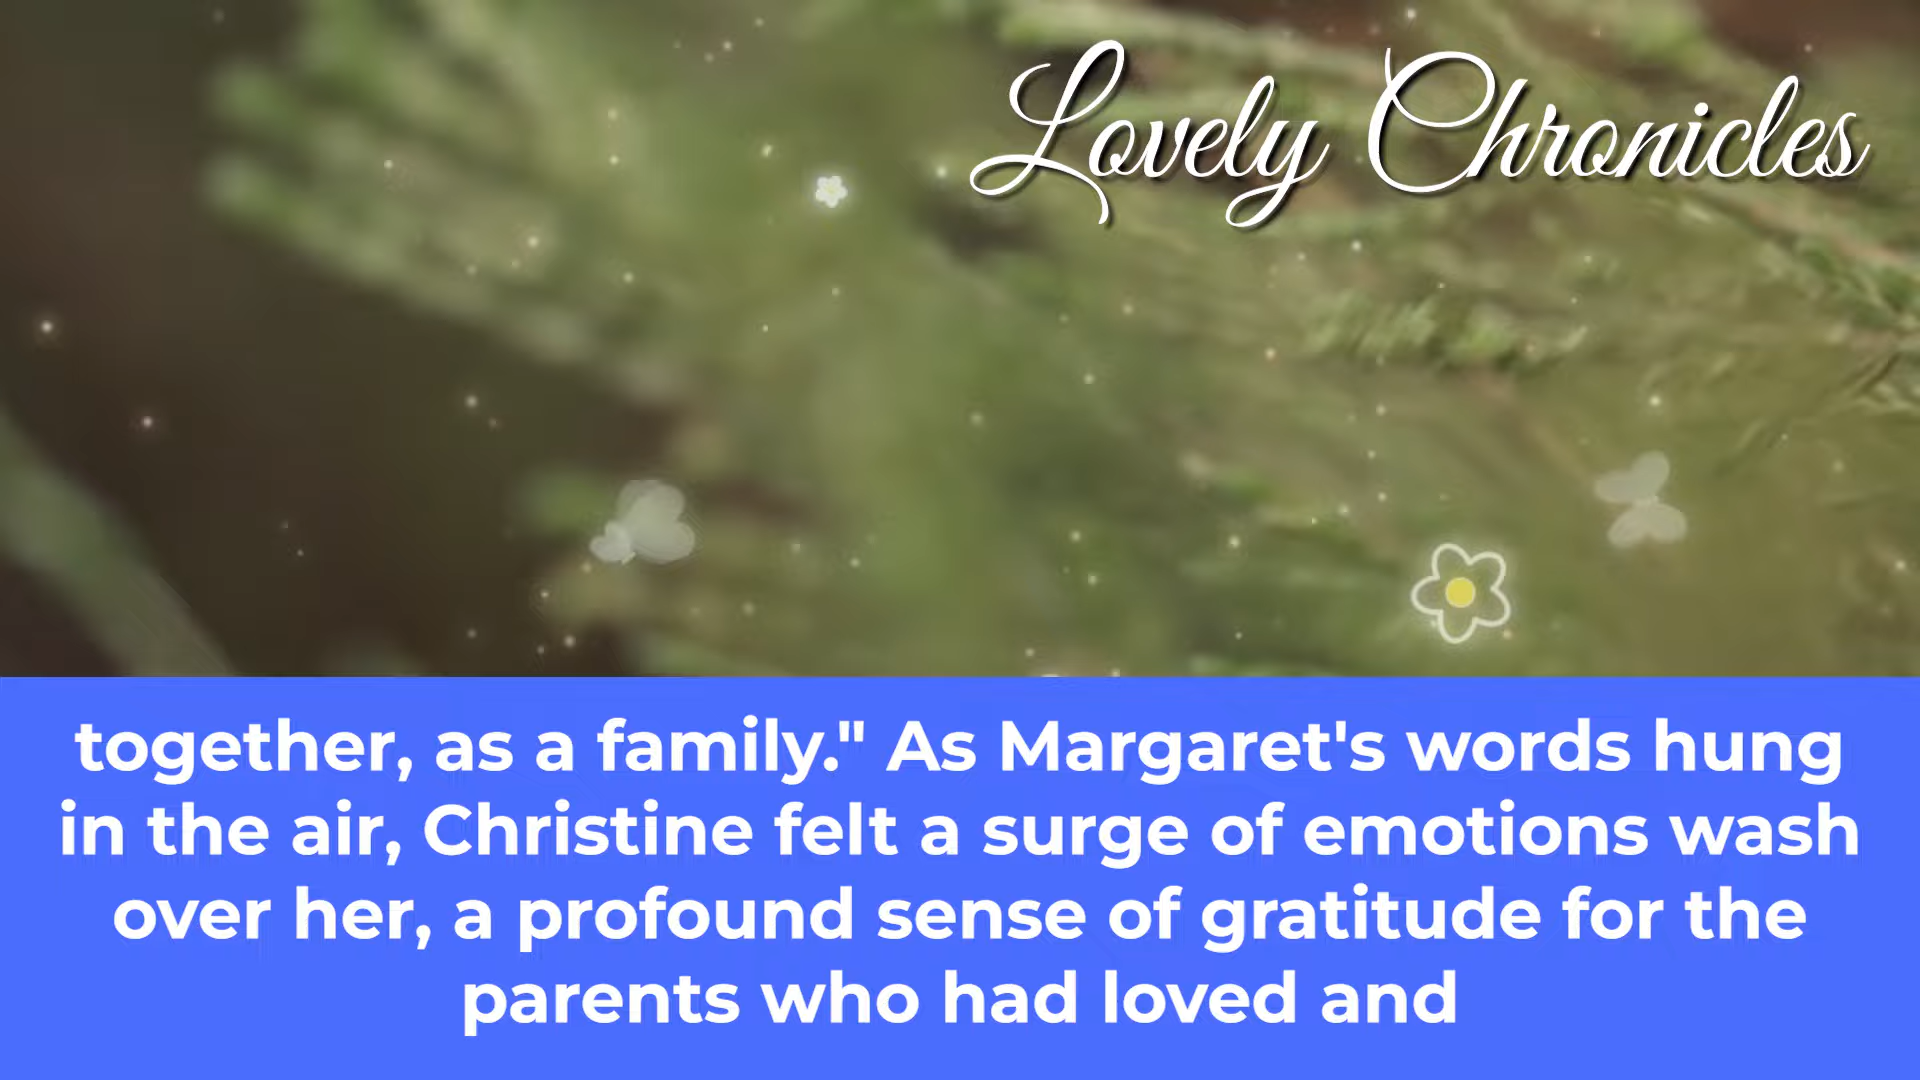 Lovely Chronicles
together, as a family." As Margaret's words hung
in the air, Christine felt a surge of emotions wash
over her, a profound sense of gratitude for the
parents who had loved and